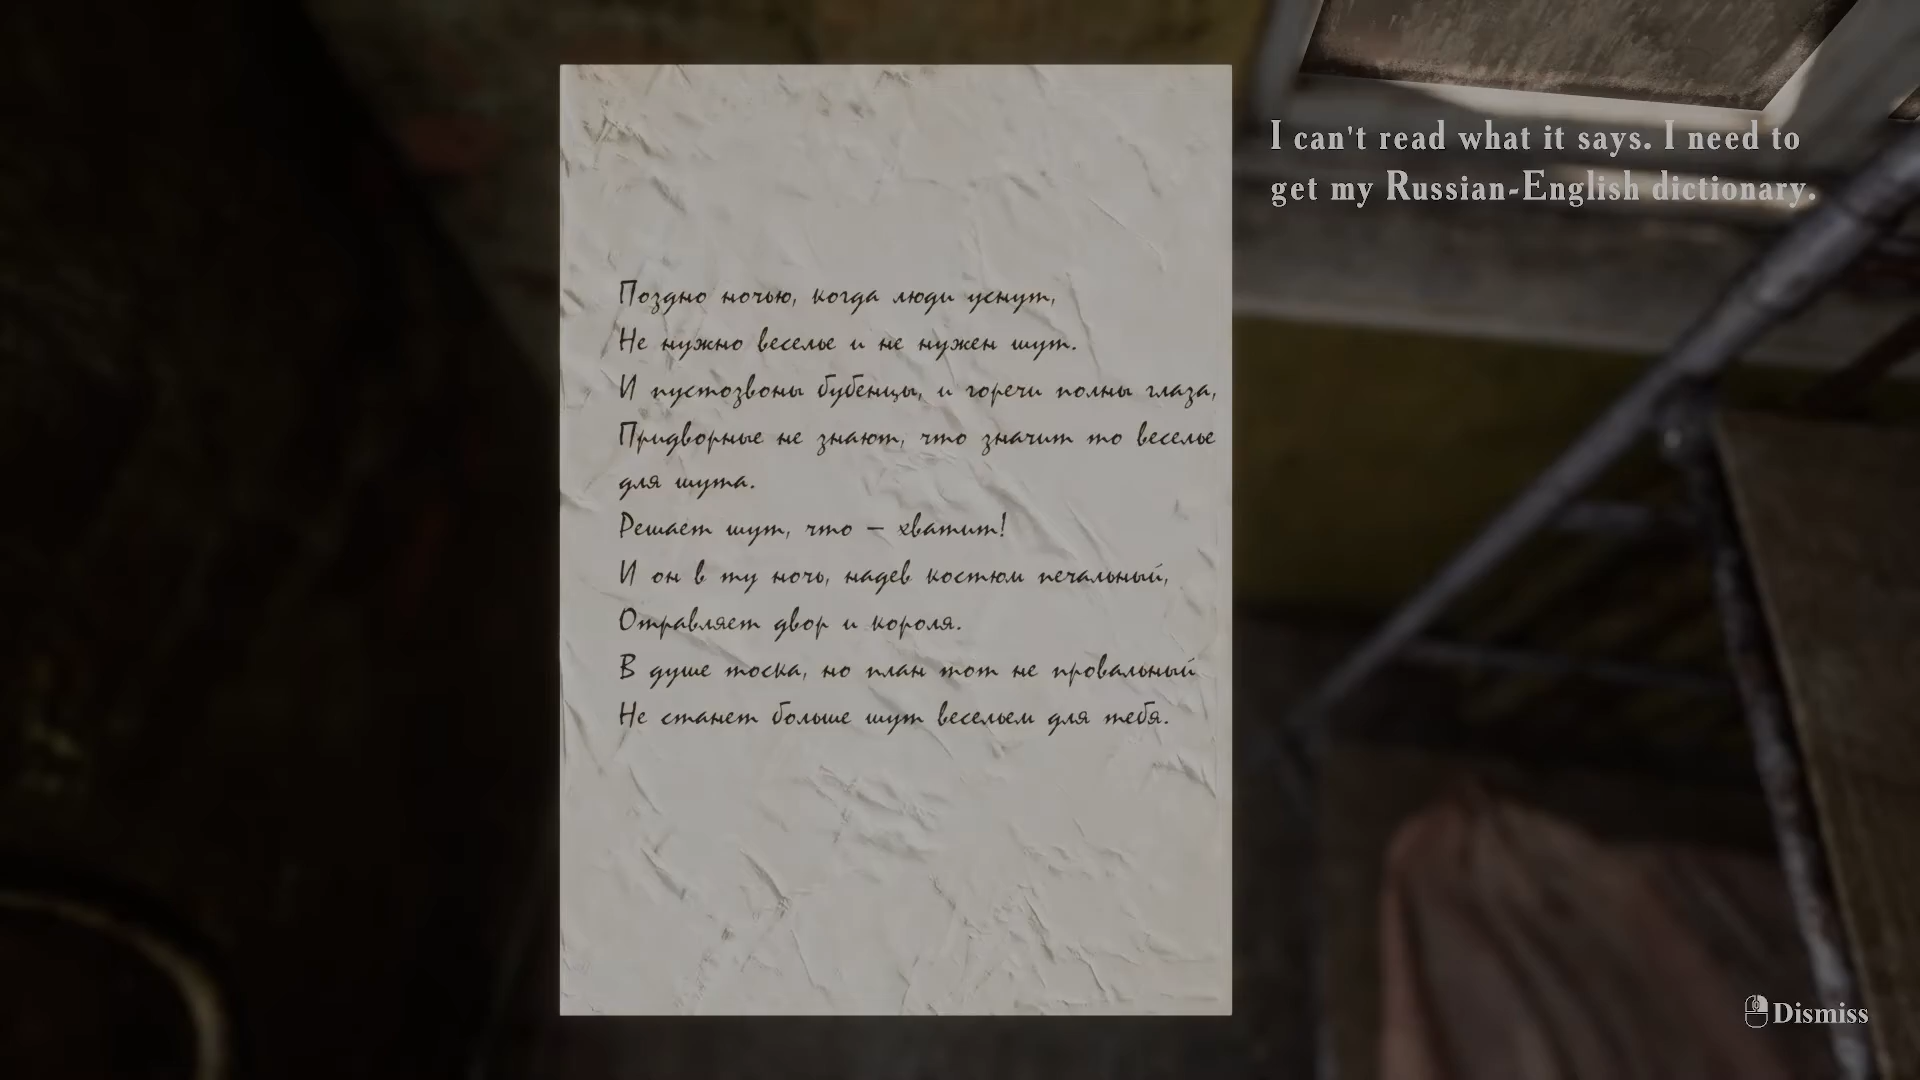 Поздно ночью, когда люди уснут,
Не нужно веселье и не нужен шут.
И пустозвоны бубенцы, и горечи полны глаза,
Придворные не знают, что значит то веселье
для шута.
Решает шут, что – хватит!
И он в ту ночь, надев костюм печальный,
Отравляет двор и короля.
В душе тоска, но план тот не провальный
Не станет больше шут весельем для тебя.
I can't read what it says. I need to
get my Russian-English dictionary.
Dismiss